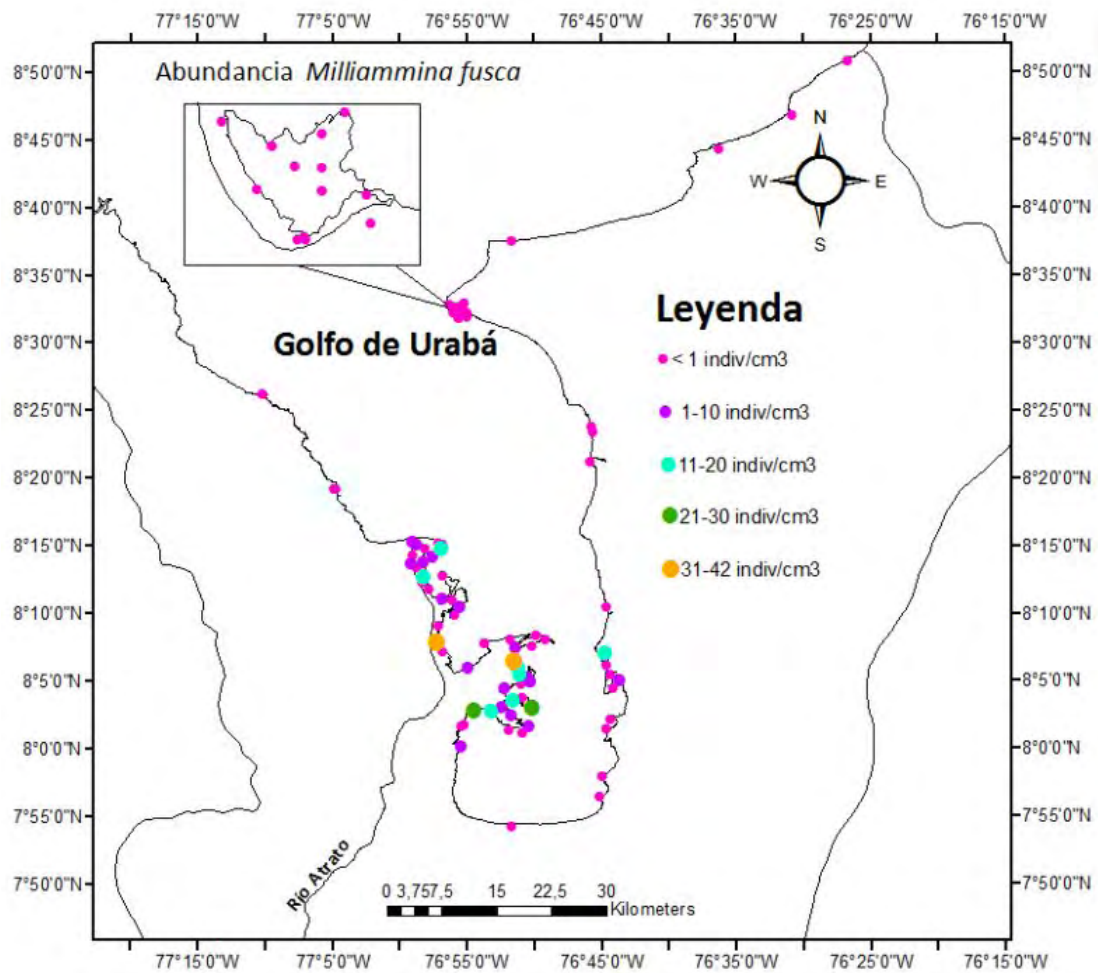 77°15'0"W 77°5'0"W 76°55'0"W 76°45'0"W 76°35'0"W 76°25'0"W 76°15'0"W
Abundancia Milliammina fusca
8°50'0"N 8°50'0"N
N
8°45'0"N 8°45'0"N
W E
8°40'0"N 8°40'0"N
S
8°35'0"N 8°35'0"N
Leyenda
Golfo de Urabá
8°30'0"N 8°30'0"N
< 1 indiv/cm3
8°25'0"N 8°25'0"N
1-10 indiv/cm3
8°20'0"N 8°20'0"N
11-20 indiv/cm3
21-30 indiv/cm3
8°15'0"N 8°15'0"N
31-42 indiv/cm3
8°10'0"N 8°10'0"N
8°5'0"N 8°5'0"N
8°0'0"N 8°0'0"N
7°55'0"N 7°55'0"N
Río Atrato
7°50'0"N 7°50'0"N
0 3,757,5 15 22,5 30
Kilometers
77°15'0"W 77°5'0"W 76°55'0"W 76°45'0"W 76°35'0"W 76°25'0"W 76°15'0"W